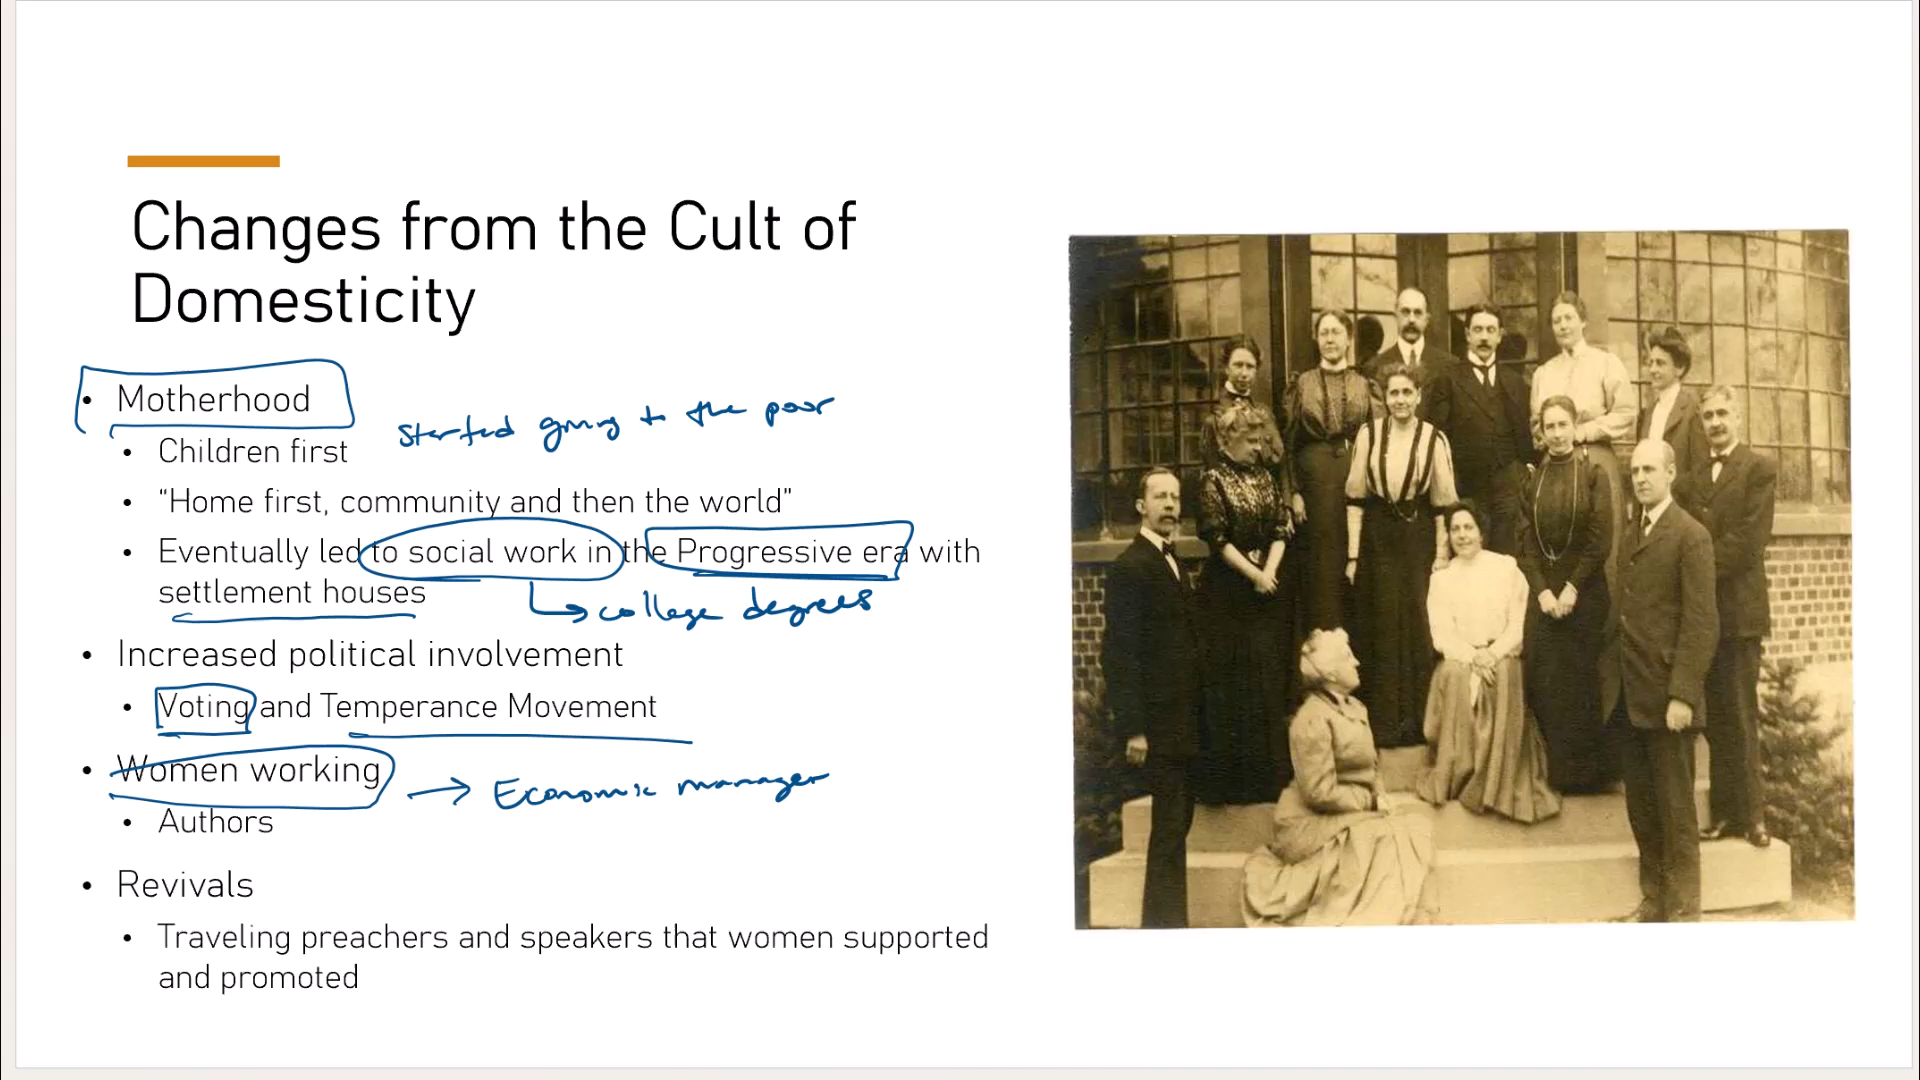 Changes from the Cult of
Domesticity
• Motherhood
started going to the poor
• Children first
• "Home first, community and then the world"
• Eventually led to social work in the Progressive era with
settlement houses
→ college degrees
• Increased political involvement
• Voting and Temperance Movement
• Women working
→ Economic manager
• Authors
• Revivals
• Traveling preachers and speakers that women supported
and promoted